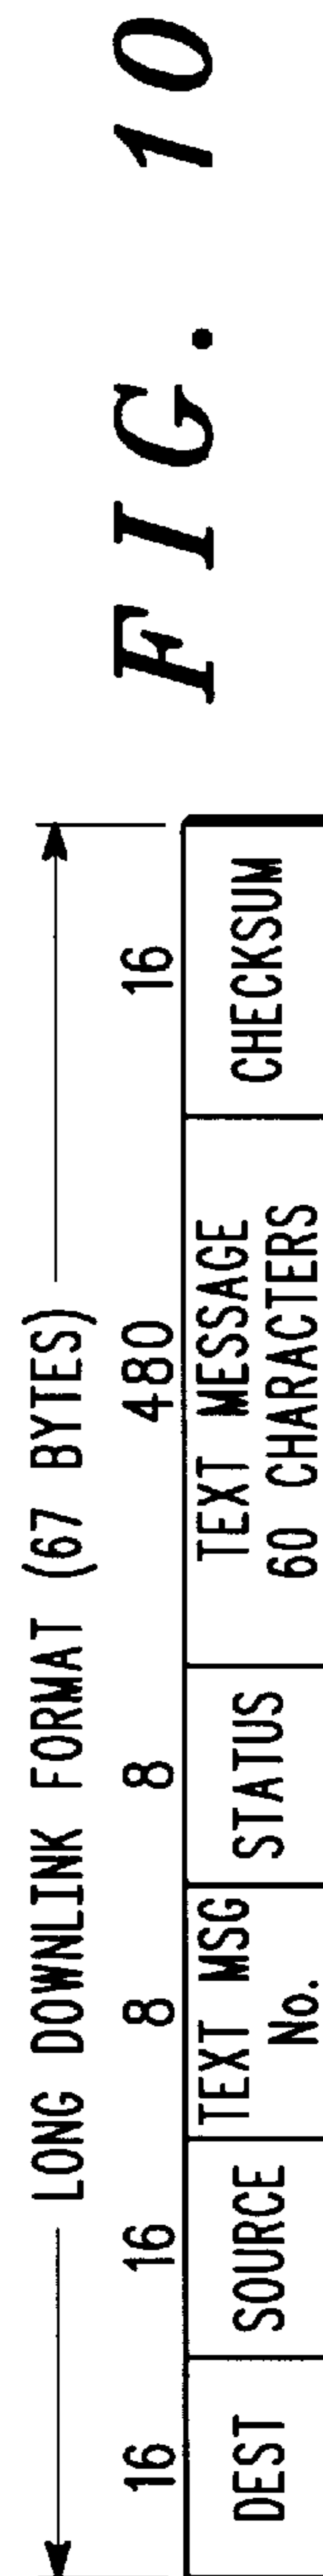 LONG DOWNLINK FORMAT (67 BYTES)
16 16 8 8 480 16
DEST SOURCE TEXT MSG No. STATUS TEXT MESSAGE 60 CHARACTERS CHECKSUM
FIG. 10